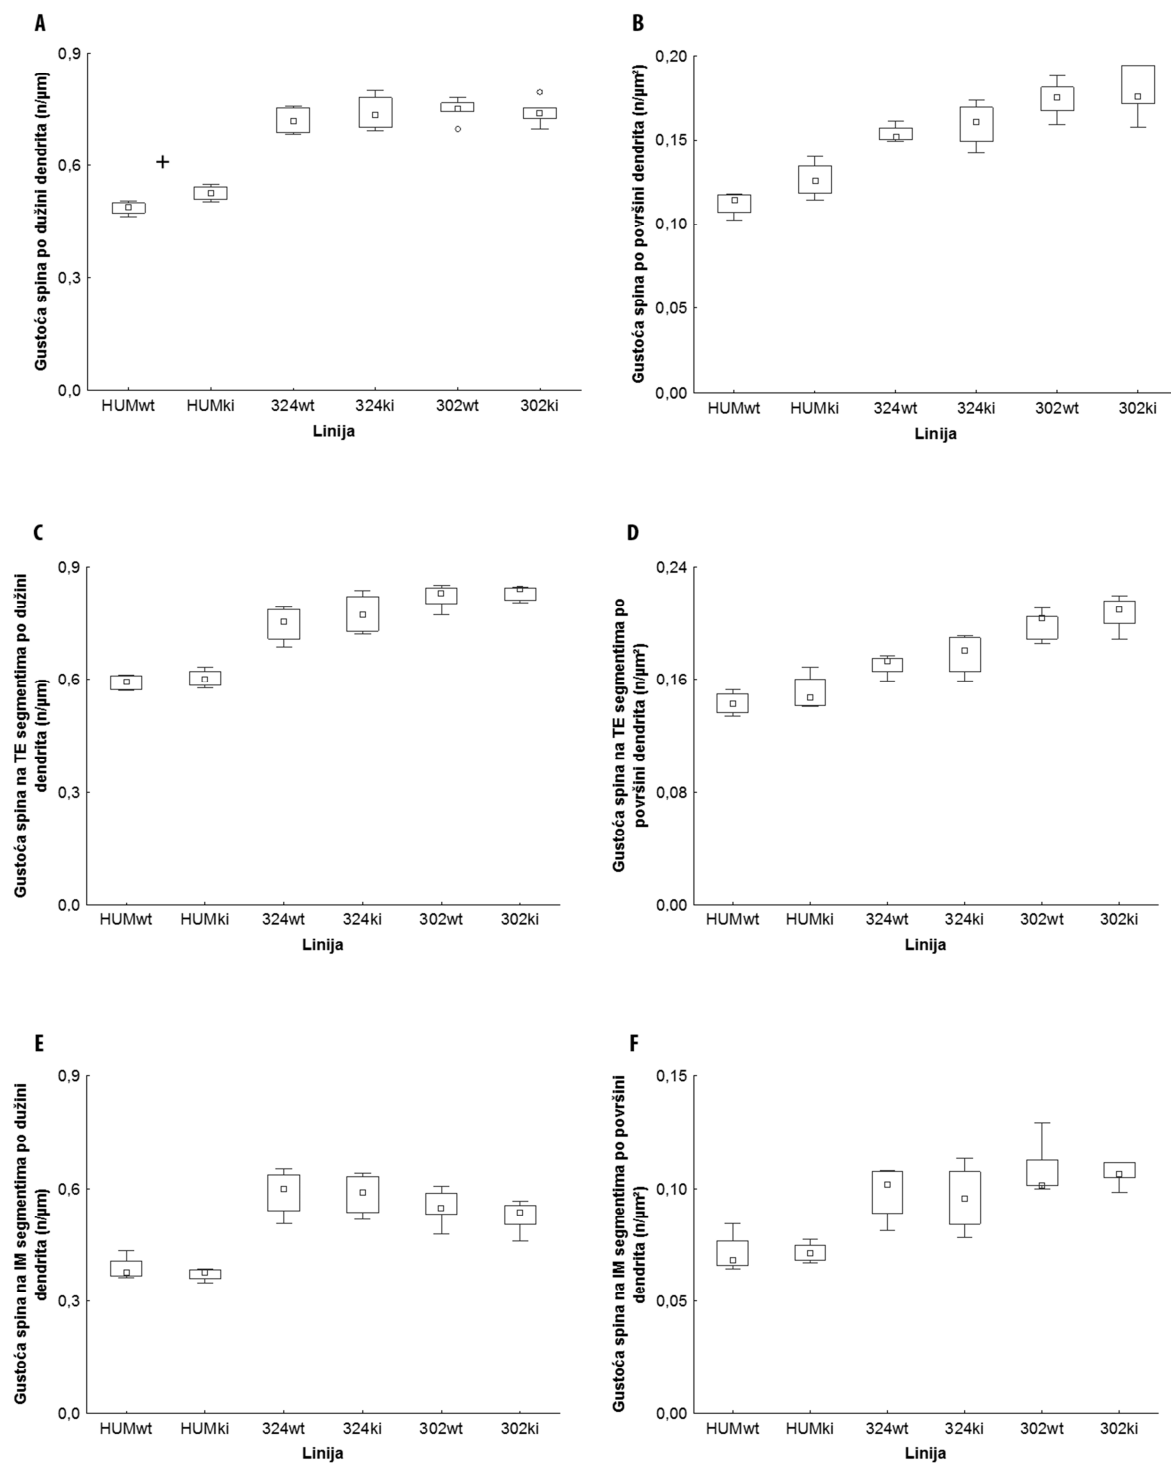 A
Gustoća spina po dužini dendrita (n/µm)
0,9
0,6
0,3
0,0
+
HUMwt HUMki 324wt 324ki 302wt 302ki
Linija
B
Gustoća spina po površini dendrita (n/µm²)
0,20
0,15
0,10
0,05
0,00
HUMwt HUMki 324wt 324ki 302wt 302ki
Linija
C
Gustoća spina na TE segmentima po dužini
dendrita (n/µm)
0,9
0,6
0,3
0,0
HUMwt HUMki 324wt 324ki 302wt 302ki
Linija
D
Gustoća spina na TE segmentima po
površini dendrita (n/µm²)
0,24
0,16
0,08
0,00
HUMwt HUMki 324wt 324ki 302wt 302ki
Linija
E
Gustoća spina na IM segmentima po dužini
dendrita (n/µm)
0,9
0,6
0,3
0,0
HUMwt HUMki 324wt 324ki 302wt 302ki
Linija
F
Gustoća spina na IM segmentima po površini
dendrita (n/µm²)
0,15
0,10
0,05
0,00
HUMwt HUMki 324wt 324ki 302wt 302ki
Linija